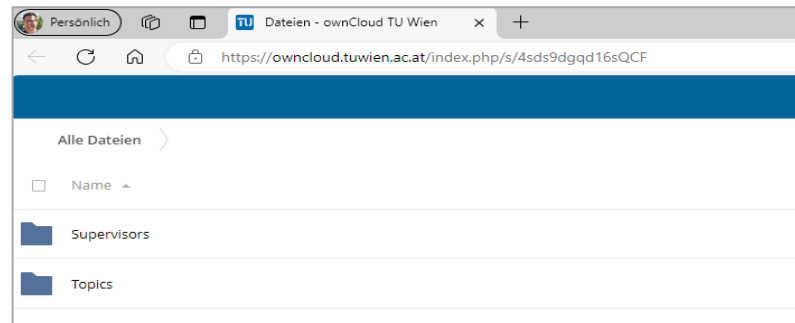 Persönlich TU Dateien - ownCloud TU Wien
https://owncloud.tuwien.ac.at/index.php/s/4sds9dgqd16sQCF
Alle Dateien
Name
Supervisors
Topics